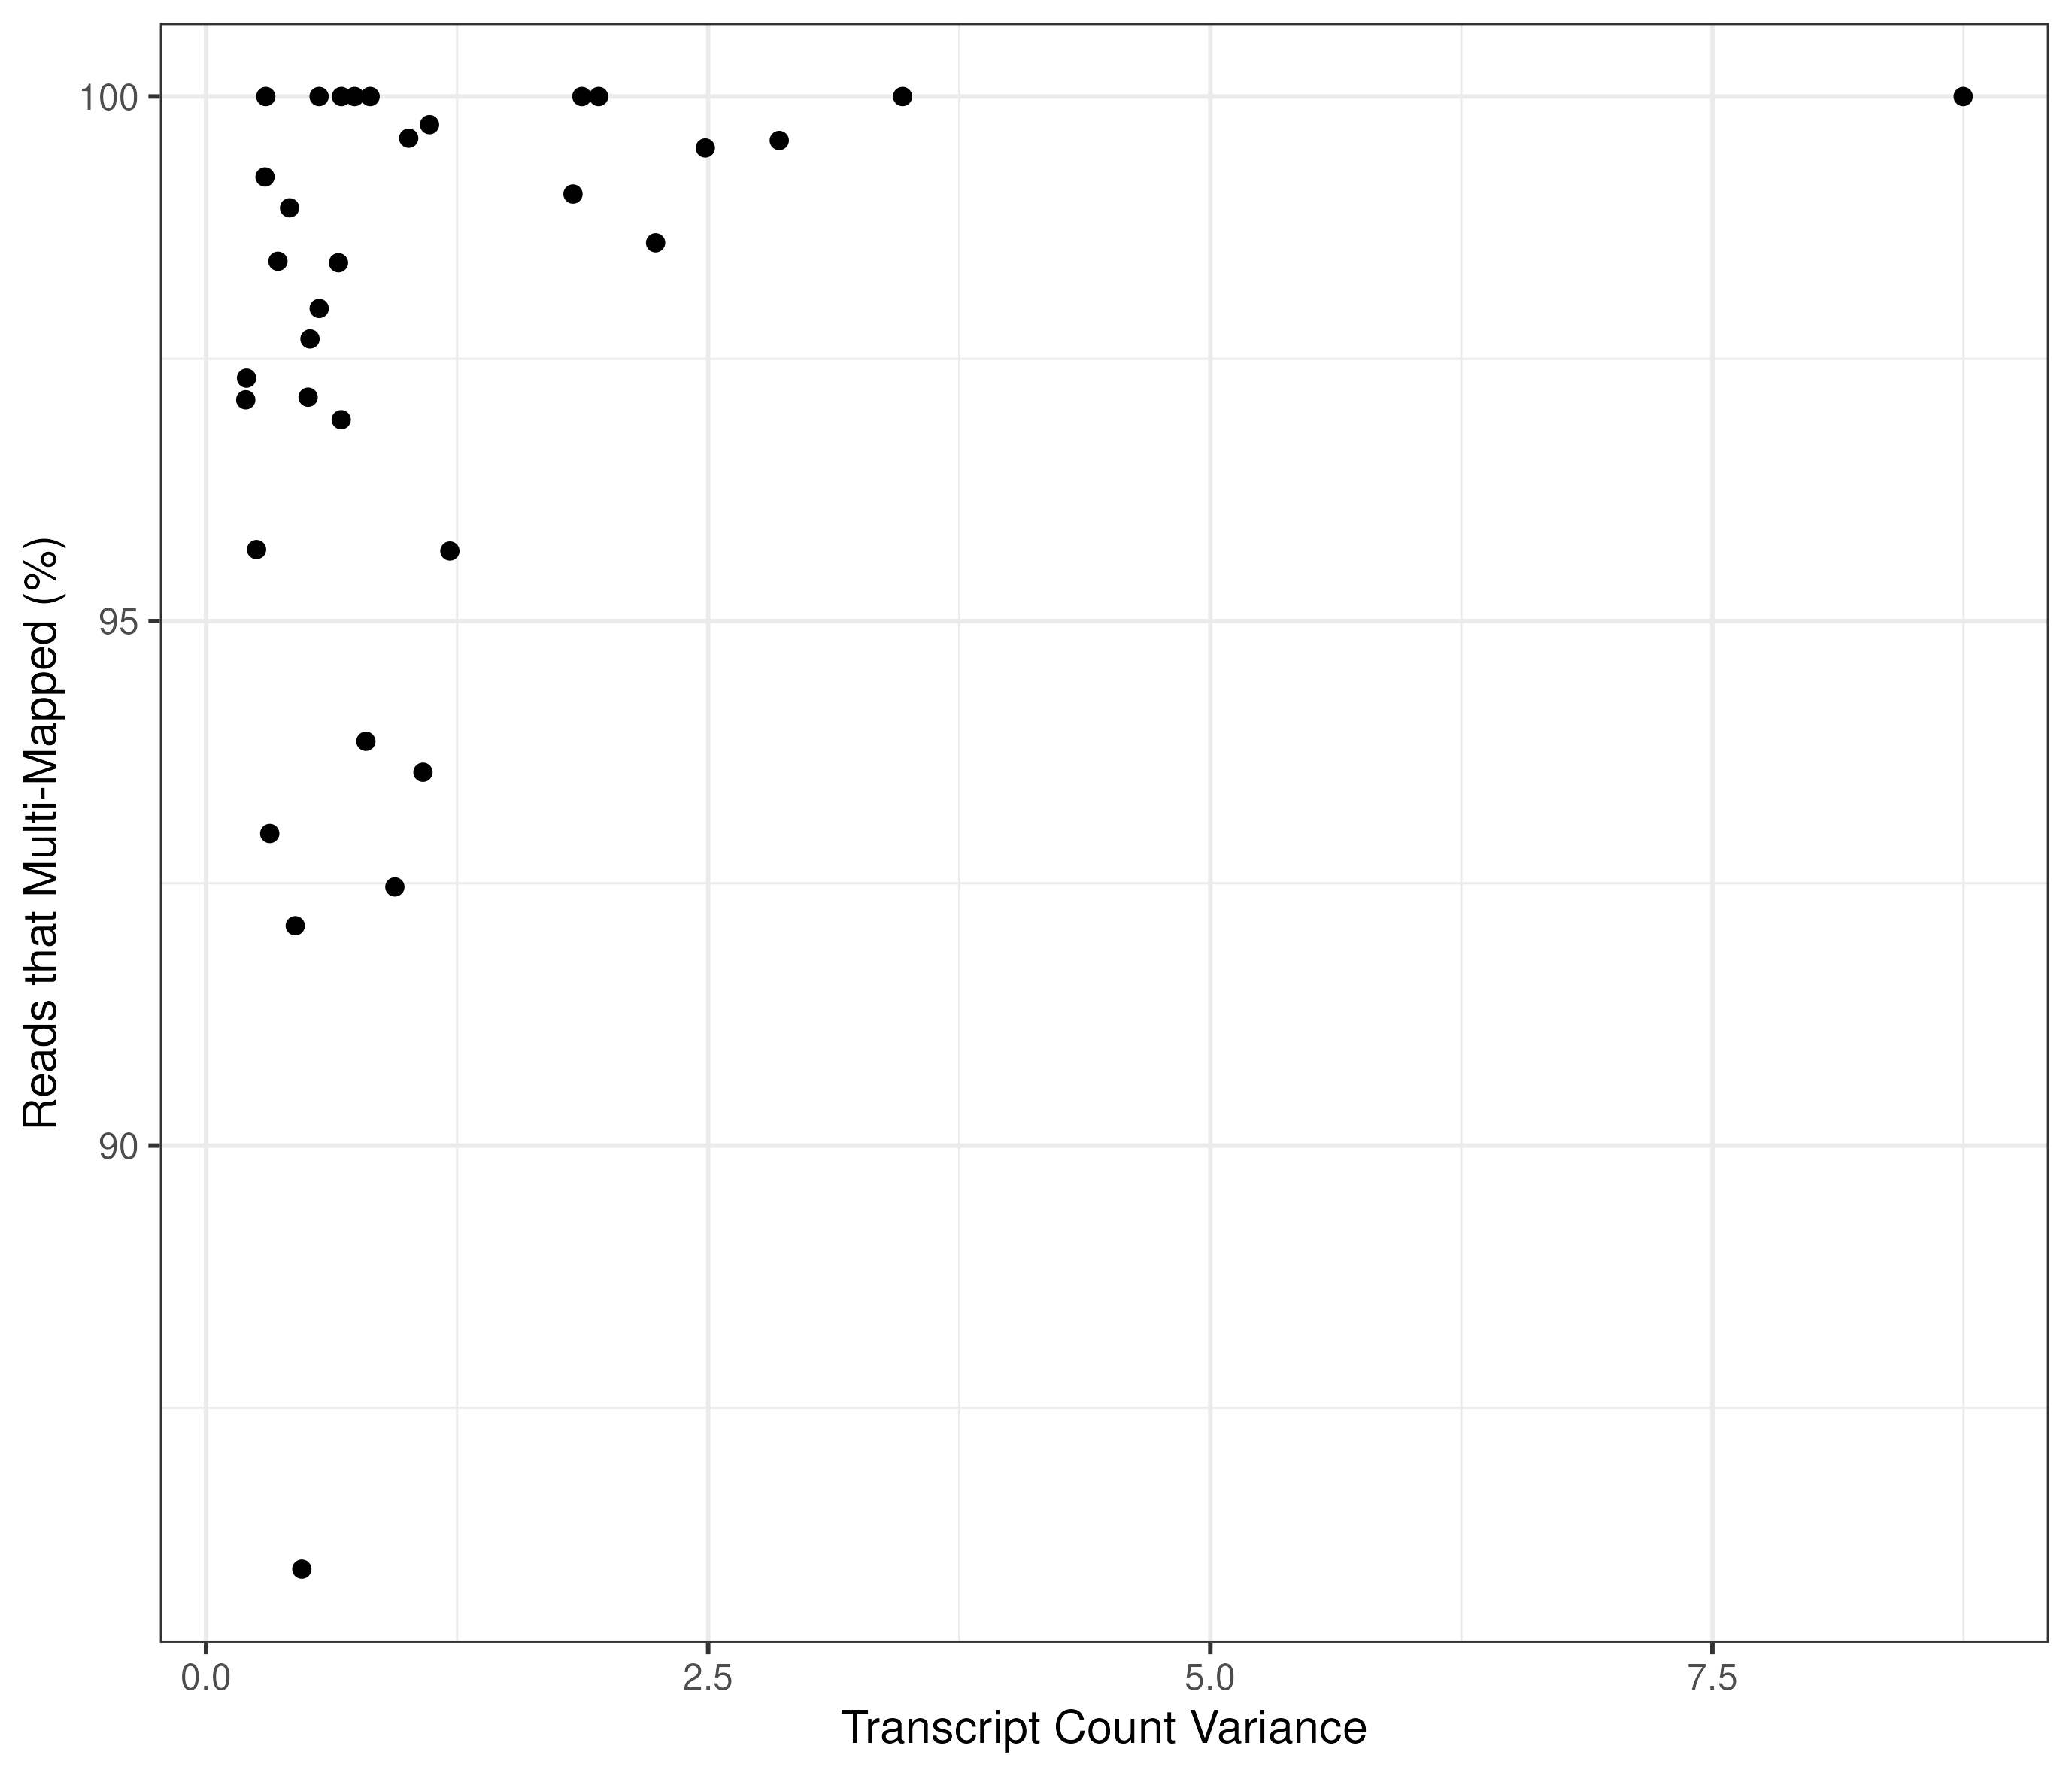 Reads that Multi-Mapped (%)
100
95
90
0.0 2.5 5.0 7.5
Transcript Count Variance